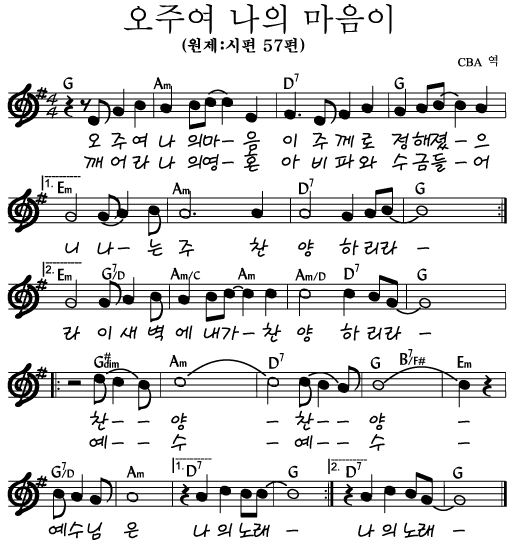 오주여 나의 마음이
(원제:시편 57편)
CBA 역
G Am D7 G
4 4
오 주 여 나 의마- 음 이 주 께 로 정 해졌 - 으
깨 어 라 나 의영- 혼 아 비 파 와 수 금들 - 어
1. Em Am D7 G
니 나- 는 주 찬 양 하 리라 -
2. Em G7/D Am/C Am Am/D D7 G
라 이 새 벽 에 내가- 찬 양 하 리라 -
G#dim Am D7 G B7/F# Em
찬- - 양 - 찬- - 양 -
예- - 수 - 예- - 수 -
G7/D Am 1. D7 G 2. D7 G
예수님 은 나 의 노래 - 나 의 노래 -